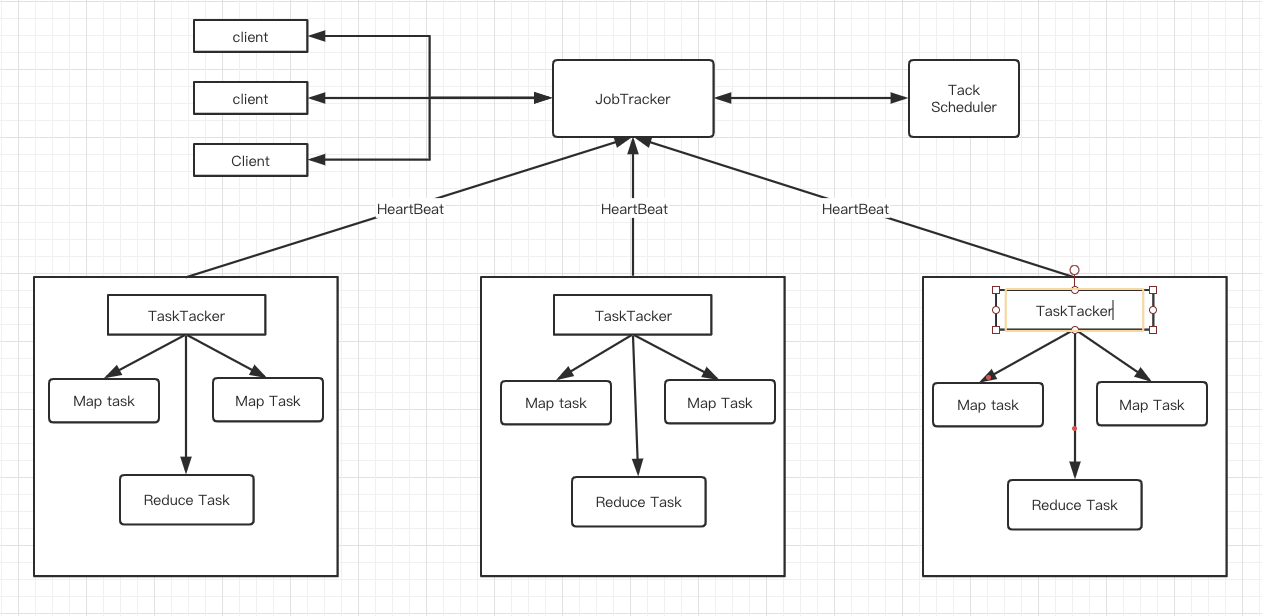 client
client
Client
JobTracker
Tack
Scheduler
HeartBeat
HeartBeat
HeartBeat
TaskTacker
Map task
Map Task
Reduce Task
TaskTacker
Map task
Map Task
Reduce Task
TaskTacker
Map task
Map Task
Reduce Task